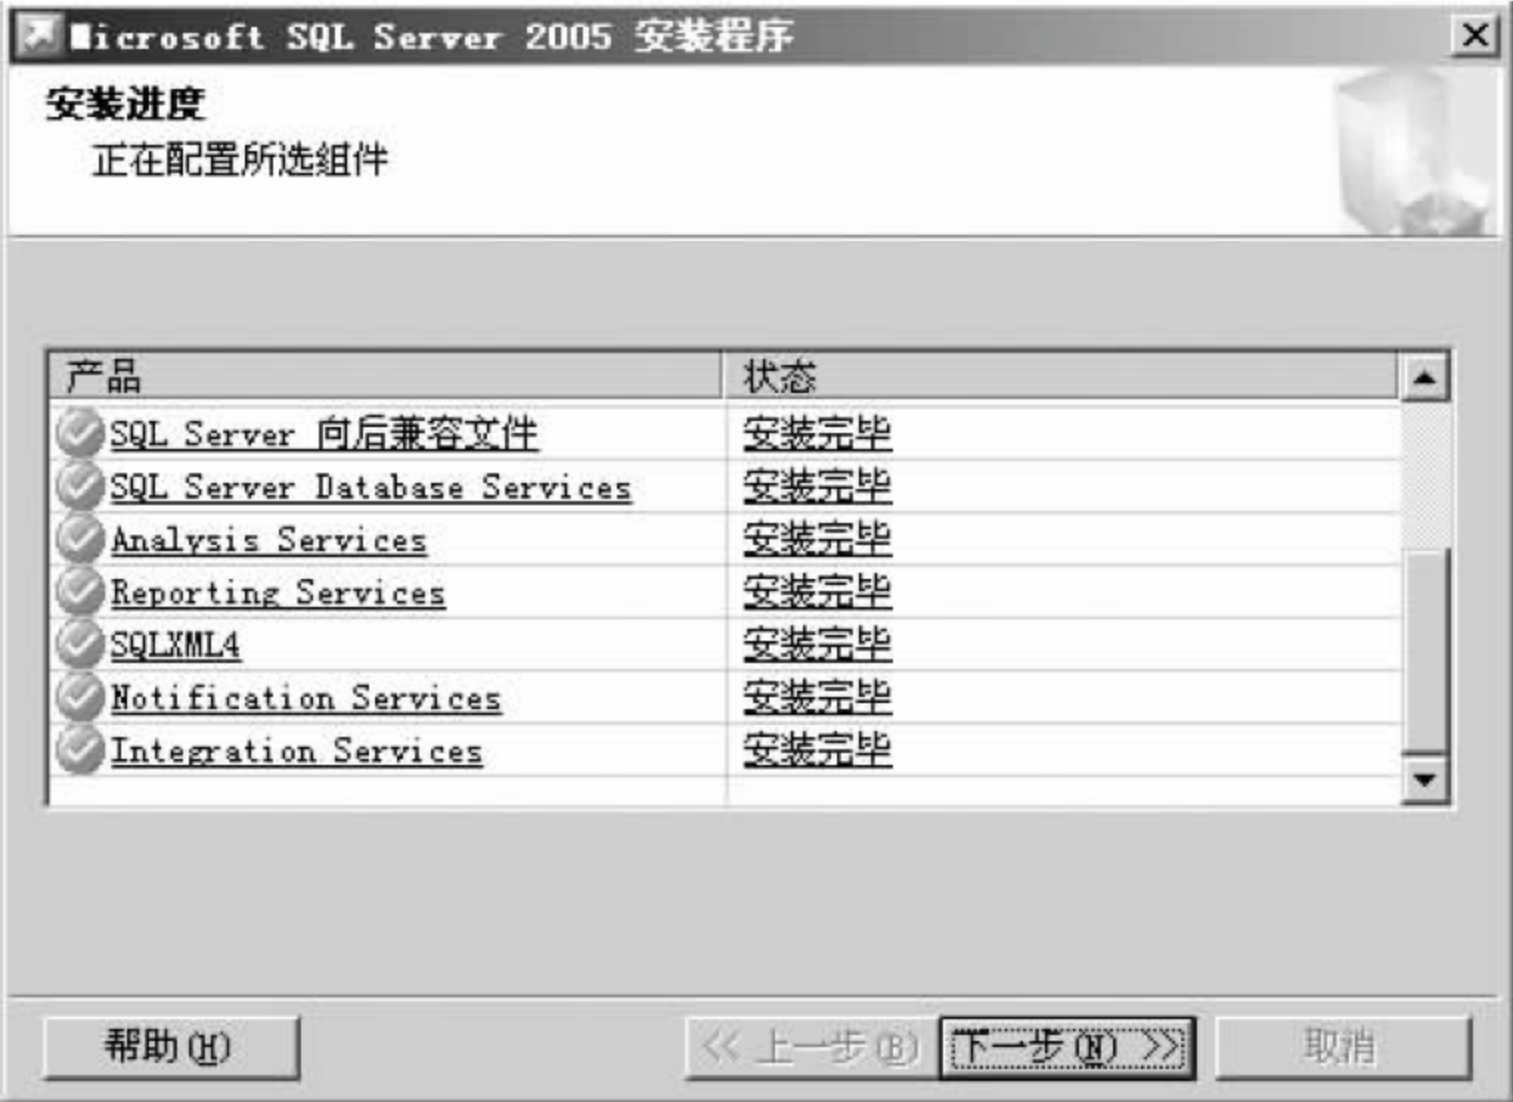 Microsoft SQL Server 2005 安装程序
安装进度
正在配置所选组件
产品 状态
SQL Server 向后兼容文件 安装完毕
SQL Server Database Services 安装完毕
Analysis Services 安装完毕
Reporting Services 安装完毕
SQLXML4 安装完毕
Notification Services 安装完毕
Integration Services 安装完毕
帮助(H) << 上一步(B) 下一步(N) >> 取消